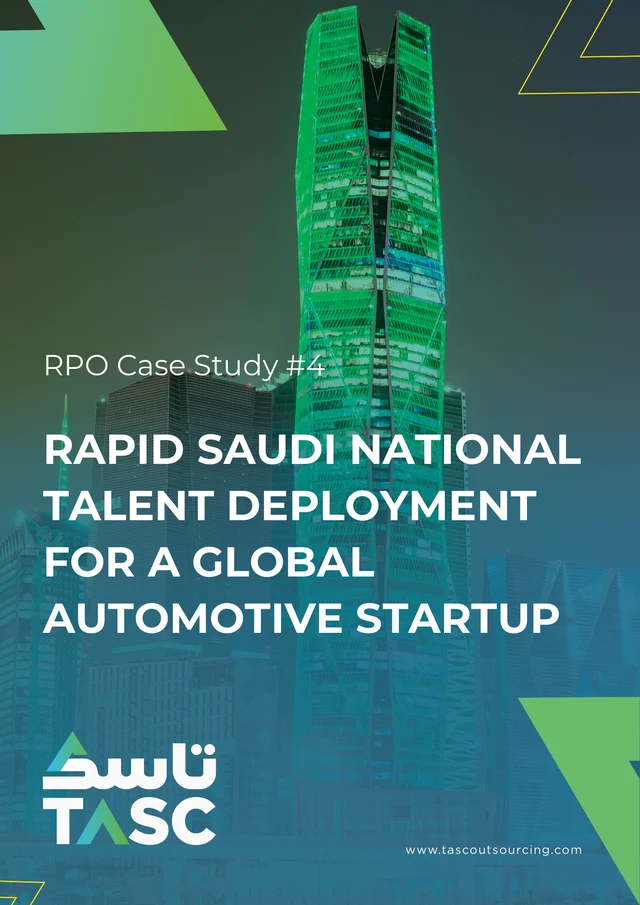 RPO Case Study #4
RAPID SAUDI NATIONAL
TALENT DEPLOYMENT
FOR A GLOBAL
AUTOMOTIVE STARTUP
تاسك
TASC
www.tascoutsourcing.com